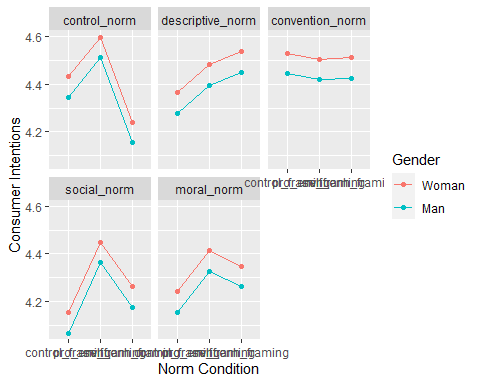 control_norm descriptive_norm convention_norm
4.6
4.4
4.2
Consumer Intentions
Gender
Woman
Man
social_norm moral_norm
4.6
4.4
4.2
Norm Condition